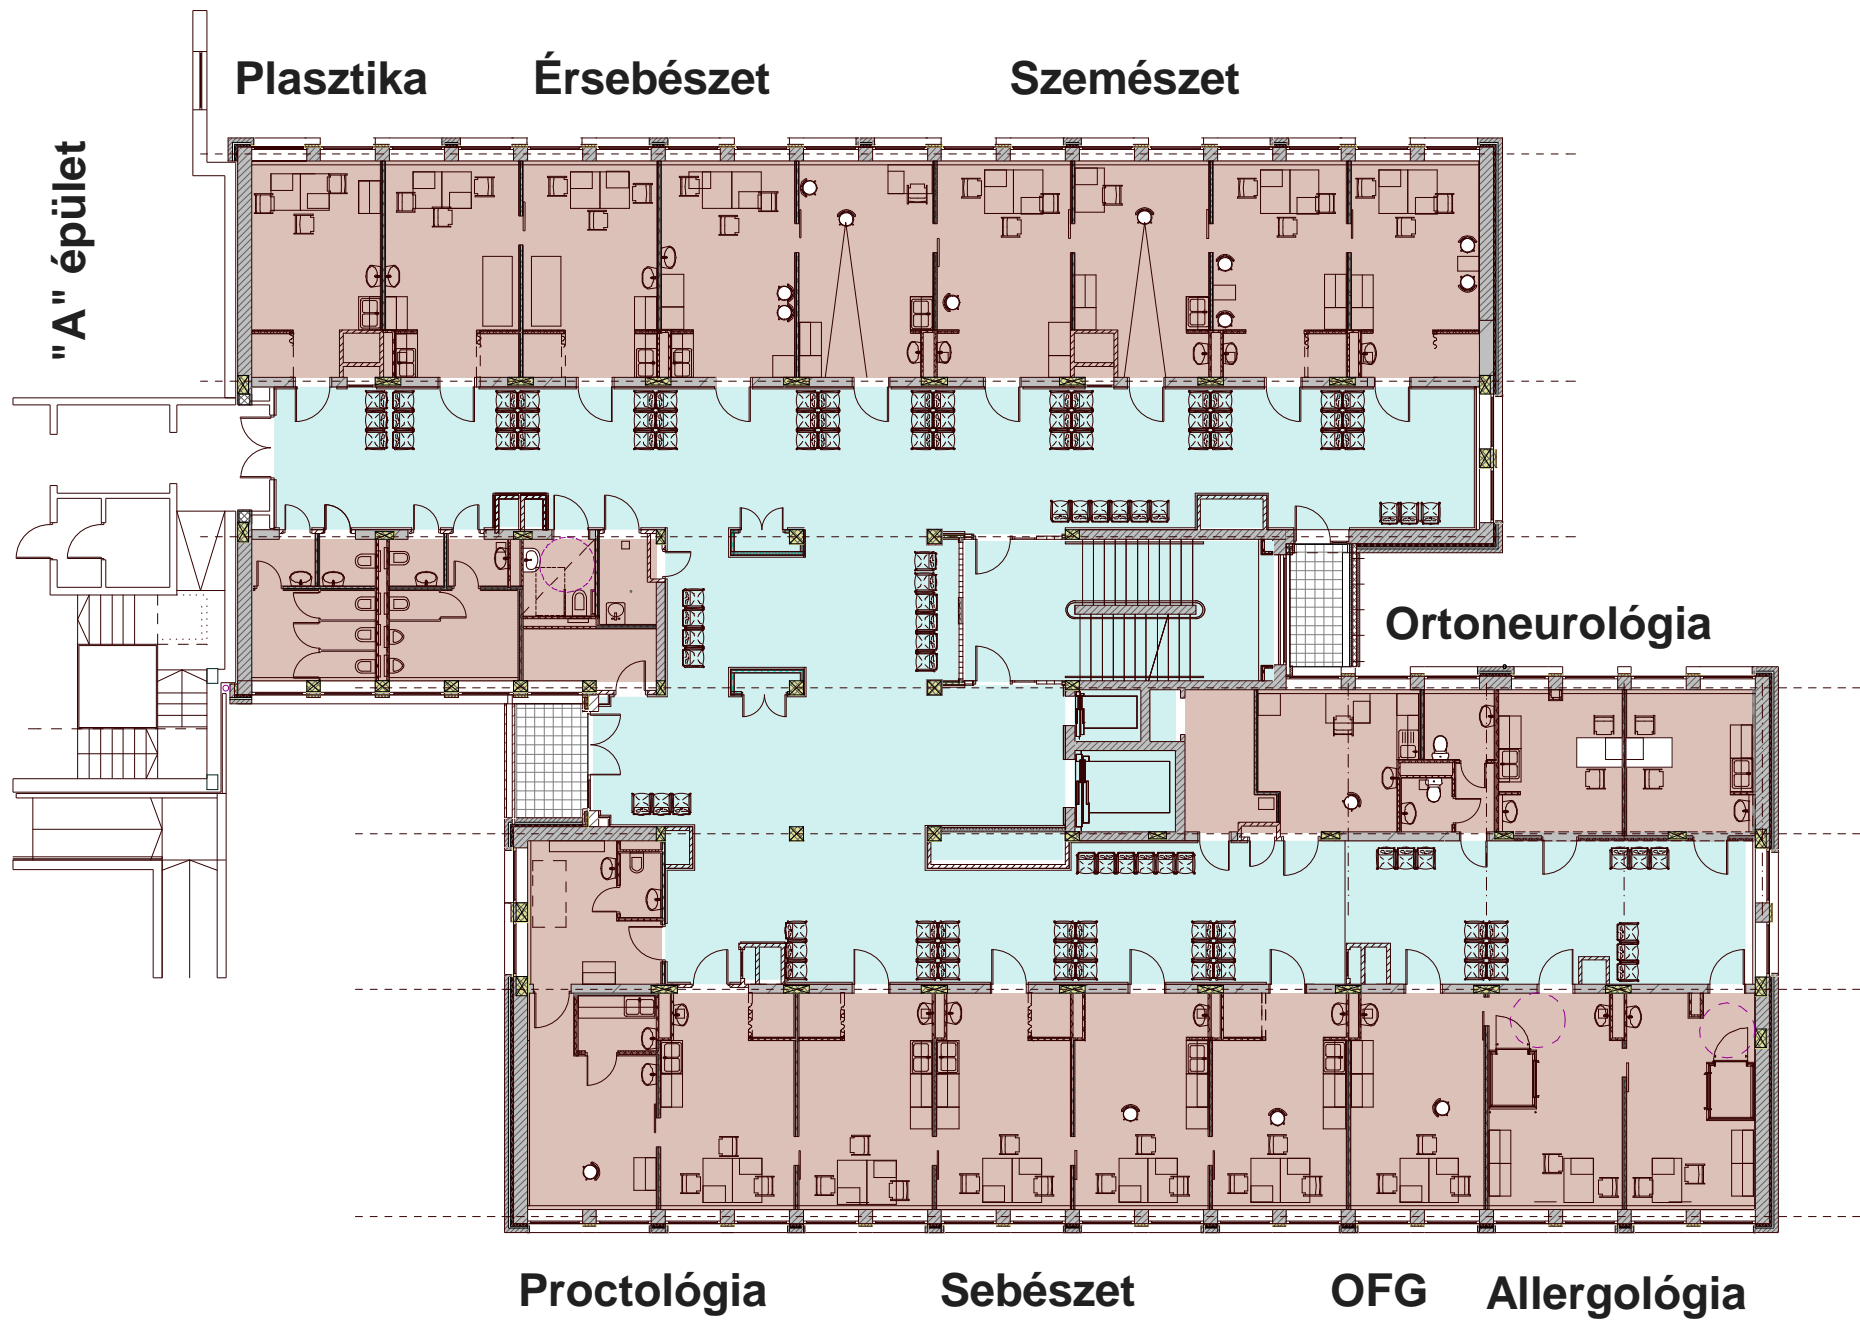 Plasztika
Érsebészet
Szemészet
"A" épület
Ortoneurológia
Proctológia
Sebészet
OFG
Allergológia